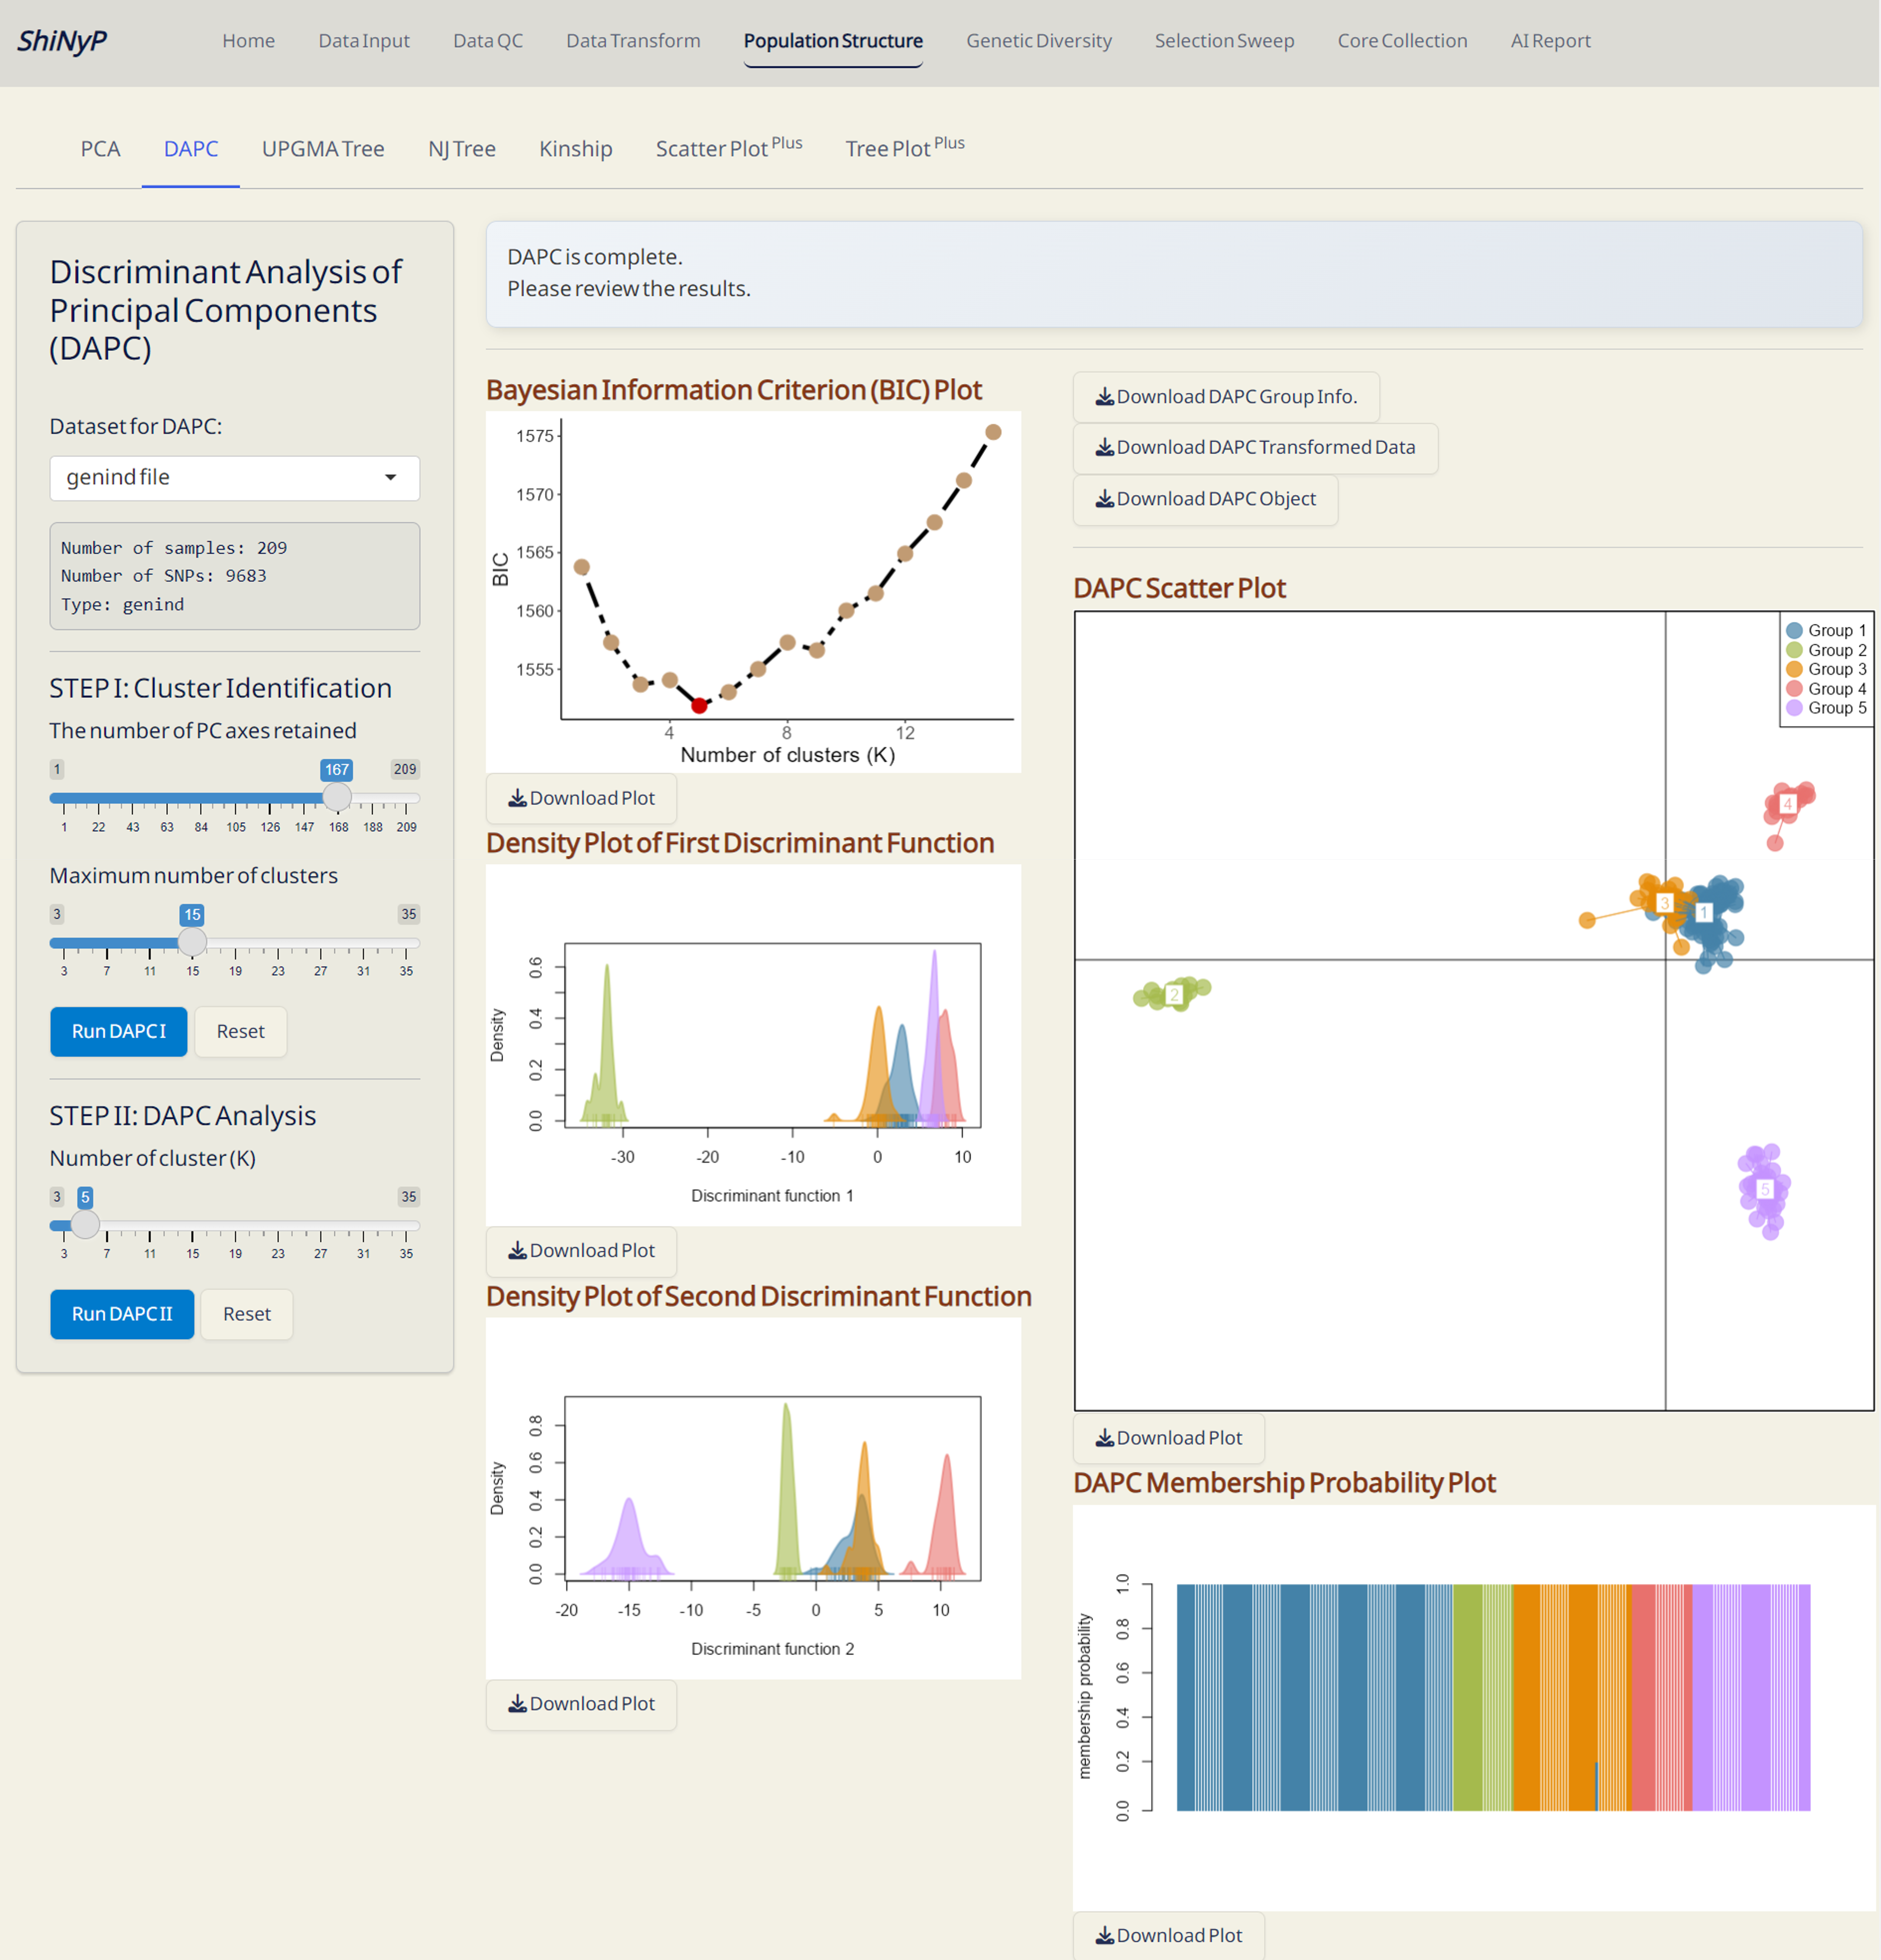 ShiNyP
Home Data Input Data QC Data Transform Population Structure Genetic Diversity Selection Sweep Core Collection AI Report
PCA DAPC UPGMA Tree NJ Tree Kinship Scatter Plot Plus Tree Plot Plus
Discriminant Analysis of
Principal Components
(DAPC)
Dataset for DAPC:
genind file
Number of samples: 209
Number of SNPs: 9683
Type: genind
STEP I: Cluster Identification
The number of PC axes retained
1 167 209
1 22 43 63 84 105 126 147 168 188 209
Maximum number of clusters
3 15 35
3 7 11 15 19 23 27 31 35
Run DAPC I Reset
STEP II: DAPC Analysis
Number of cluster (K)
3 5 35
3 7 11 15 19 23 27 31 35
Run DAPC II Reset
DAPC is complete.
Please review the results.
Bayesian Information Criterion (BIC) Plot
BIC
1575
1570
1565
1560
1555
4 8 12
Number of clusters (K)
Download Plot
Density Plot of First Discriminant Function
Density
0.0 0.2 0.4 0.6
-30 -20 -10 0 10
Discriminant function 1
Download Plot
Density Plot of Second Discriminant Function
Density
0.0 0.2 0.4 0.6 0.8
-20 -15 -10 -5 0 5 10
Discriminant function 2
Download Plot
Download DAPC Group Info.
Download DAPC Transformed Data
Download DAPC Object
DAPC Scatter Plot
Group 1
Group 2
Group 3
Group 4
Group 5
4
3
1
2
5
Download Plot
DAPC Membership Probability Plot
membership probability
0.0 0.2 0.4 0.6 0.8 1.0
Download Plot